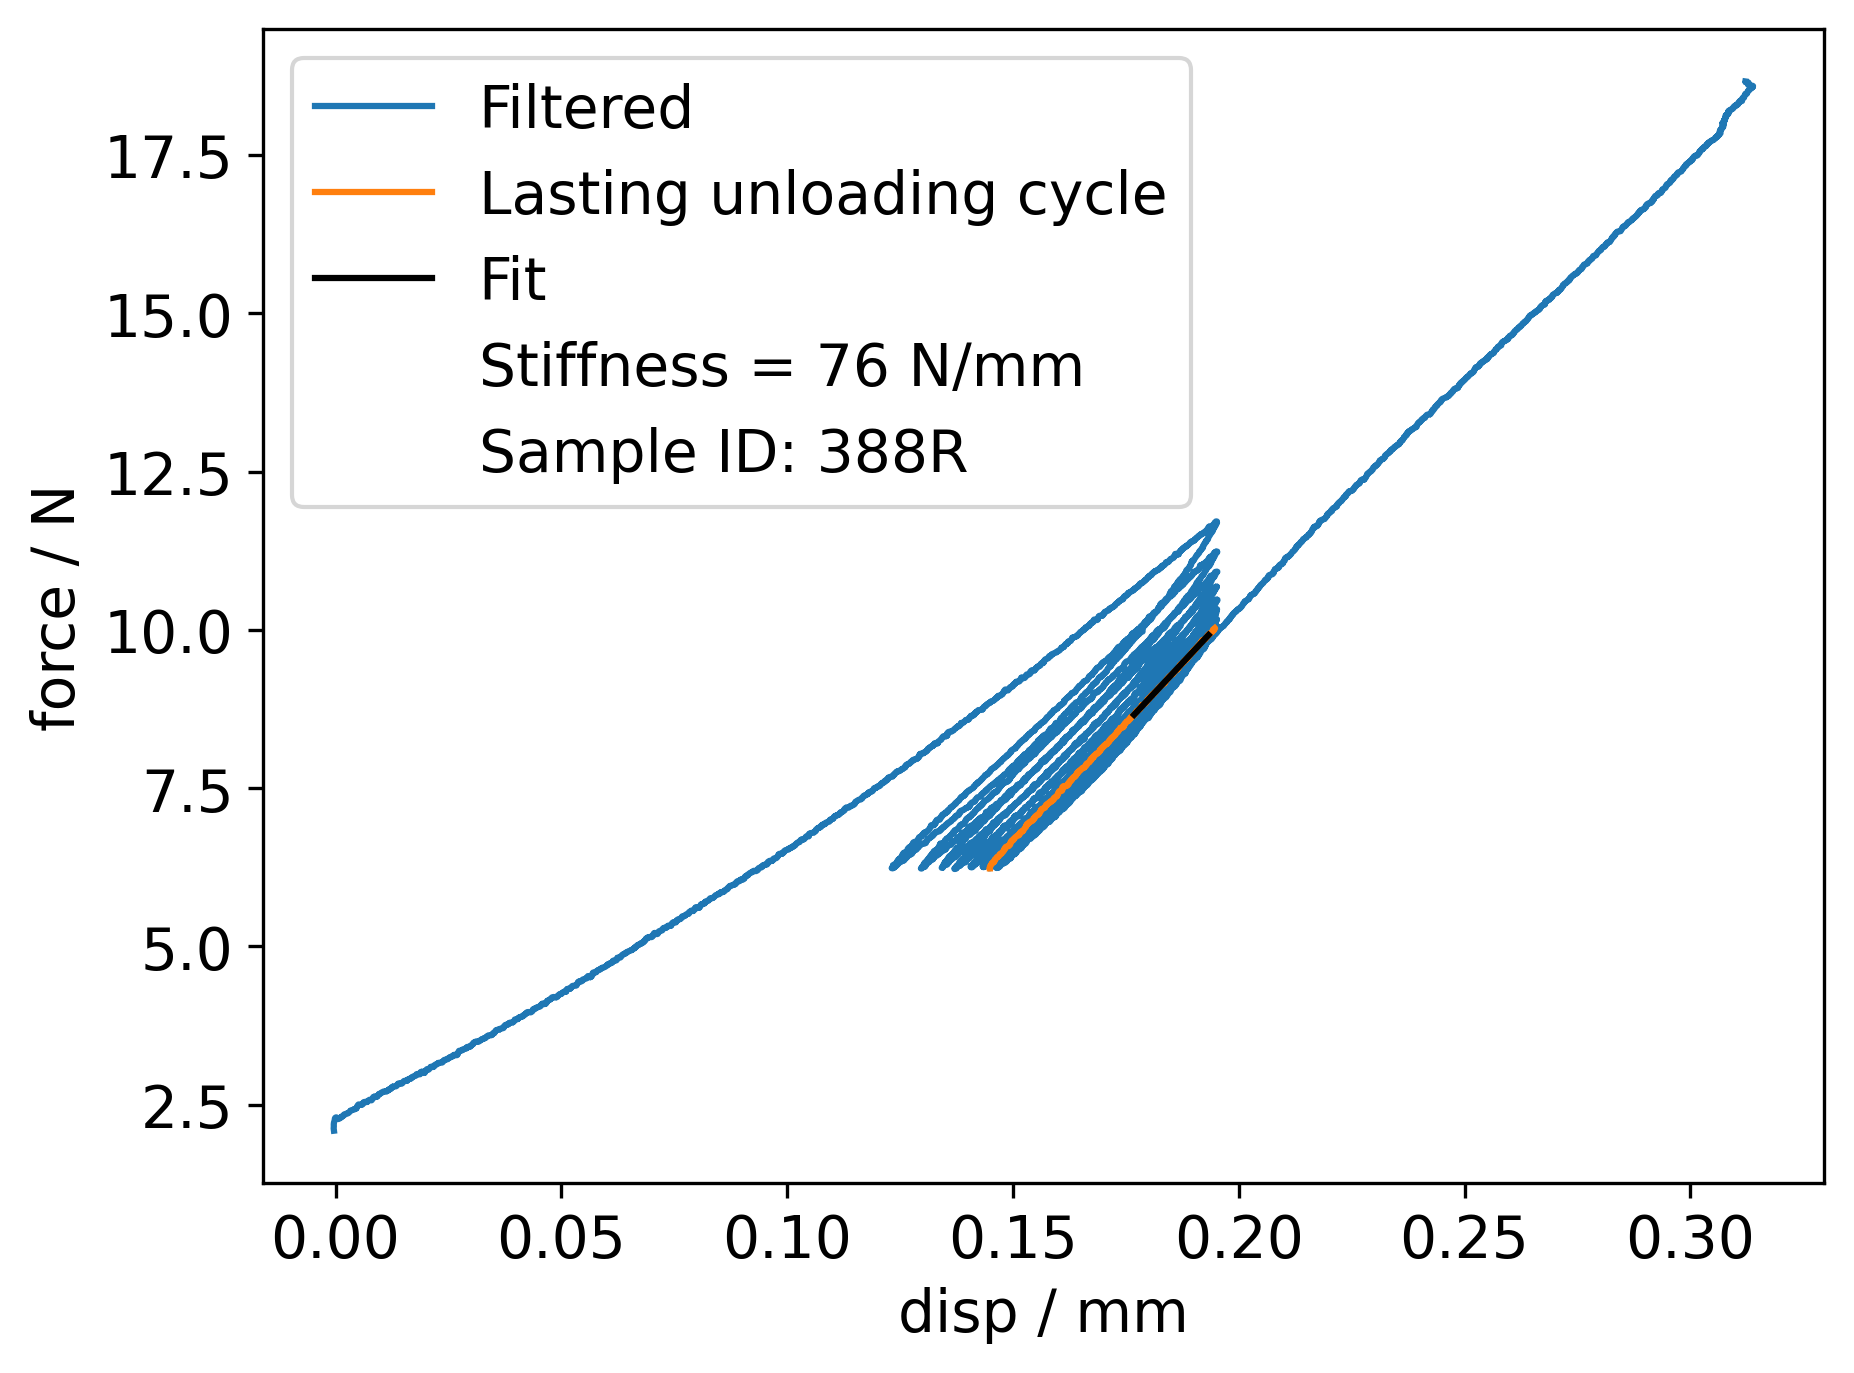 Filtered
Lasting unloading cycle
Fit
Stiffness = 76 N/mm
Sample ID: 388R
force / N
17.5
15.0
12.5
10.0
7.5
5.0
2.5
0.00 0.05 0.10 0.15 0.20 0.25 0.30
disp / mm